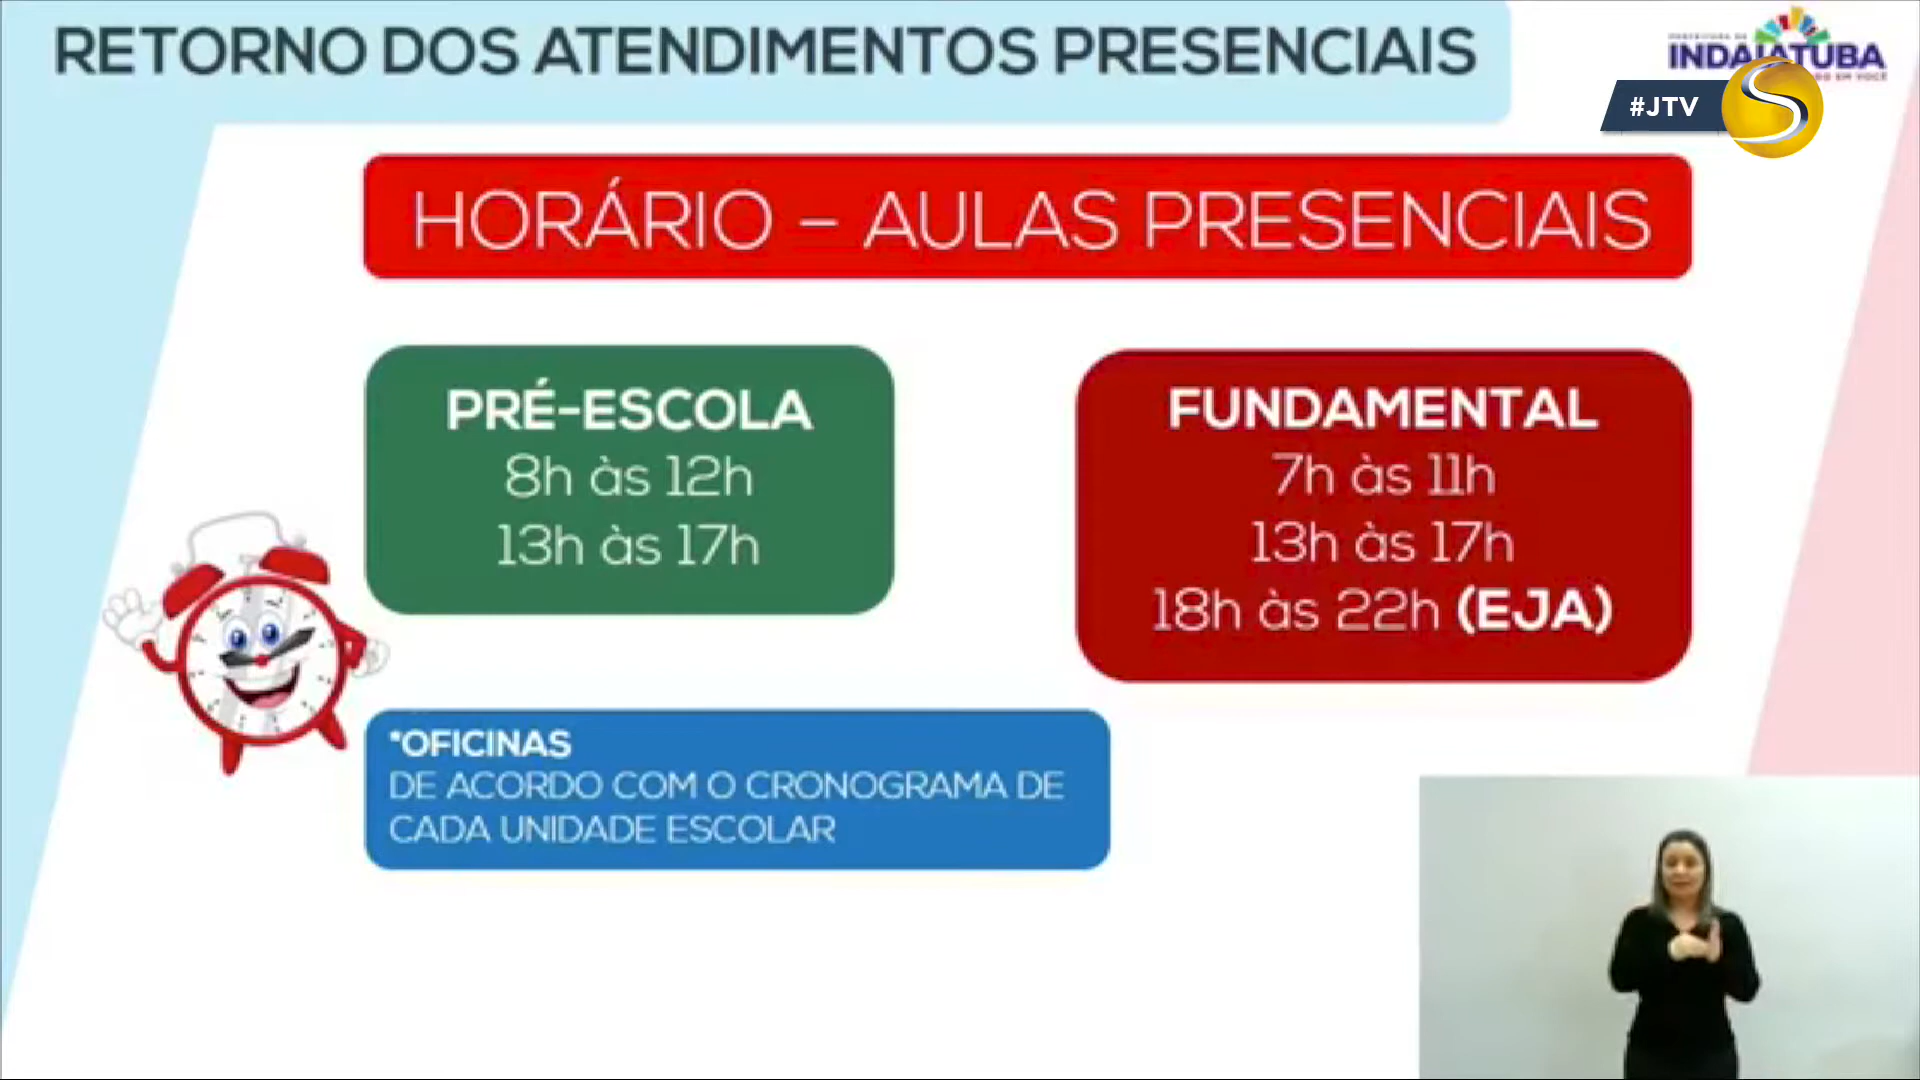 RETORNO DOS ATENDIMENTOS PRESENCIAIS
INDAIATUBA
#JTV
HORÁRIO – AULAS PRESENCIAIS
PRÉ-ESCOLA
8h às 12h
13h às 17h
FUNDAMENTAL
7h às 11h
13h às 17h
18h às 22h (EJA)
*OFICINAS
DE ACORDO COM O CRONOGRAMA DE
CADA UNIDADE ESCOLAR